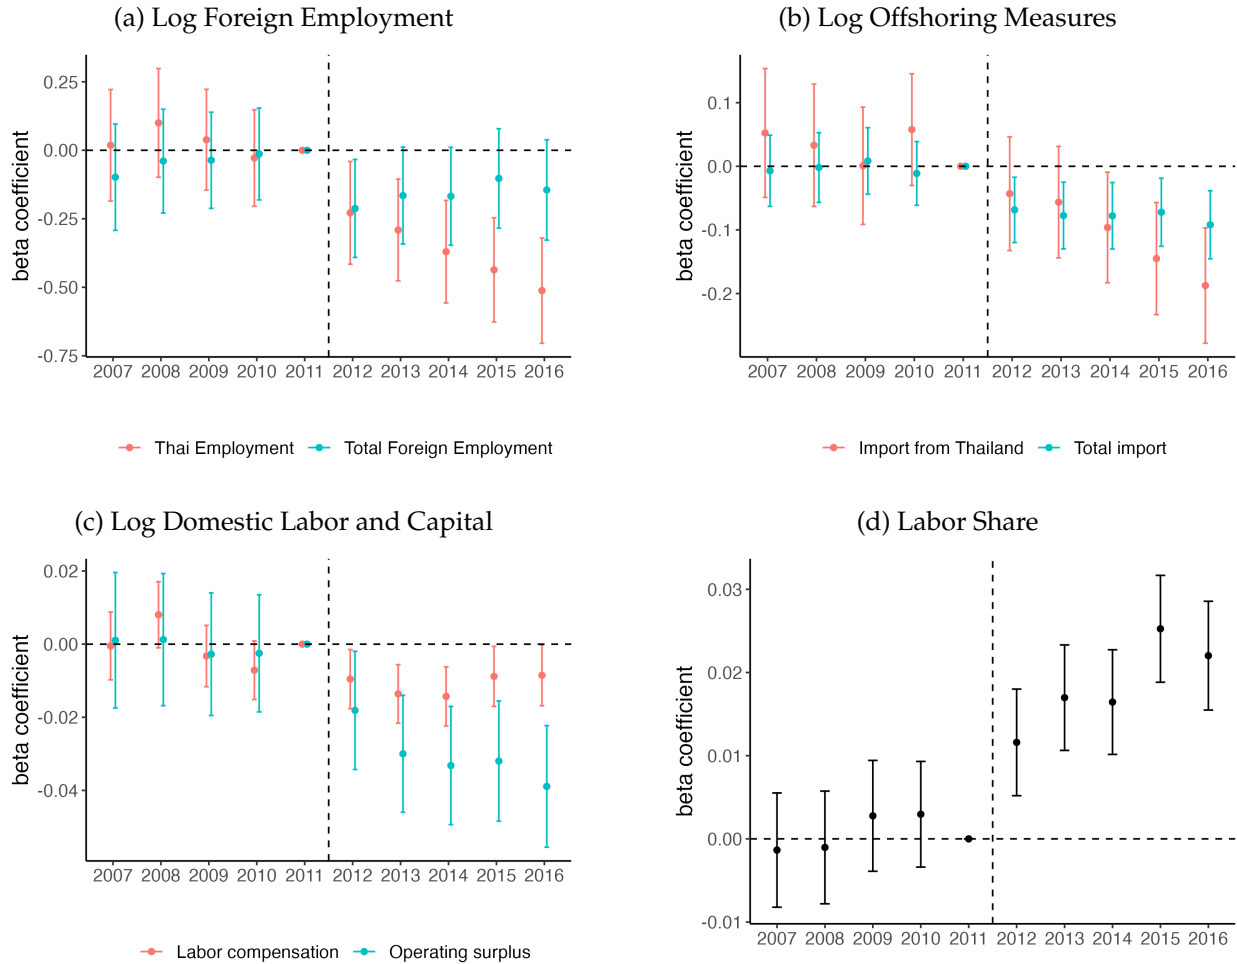 (a) Log Foreign Employment
beta coefficient
0.25
0.00
-0.25
-0.50
-0.75
2007 2008 2009 2010 2011 2012 2013 2014 2015 2016
Thai Employment Total Foreign Employment
(b) Log Offshoring Measures
beta coefficient
0.1
0.0
-0.1
-0.2
2007 2008 2009 2010 2011 2012 2013 2014 2015 2016
Import from Thailand Total import
(c) Log Domestic Labor and Capital
beta coefficient
0.02
0.00
-0.02
-0.04
2007 2008 2009 2010 2011 2012 2013 2014 2015 2016
Labor compensation Operating surplus
(d) Labor Share
beta coefficient
0.03
0.02
0.01
0.00
-0.01
2007 2008 2009 2010 2011 2012 2013 2014 2015 2016